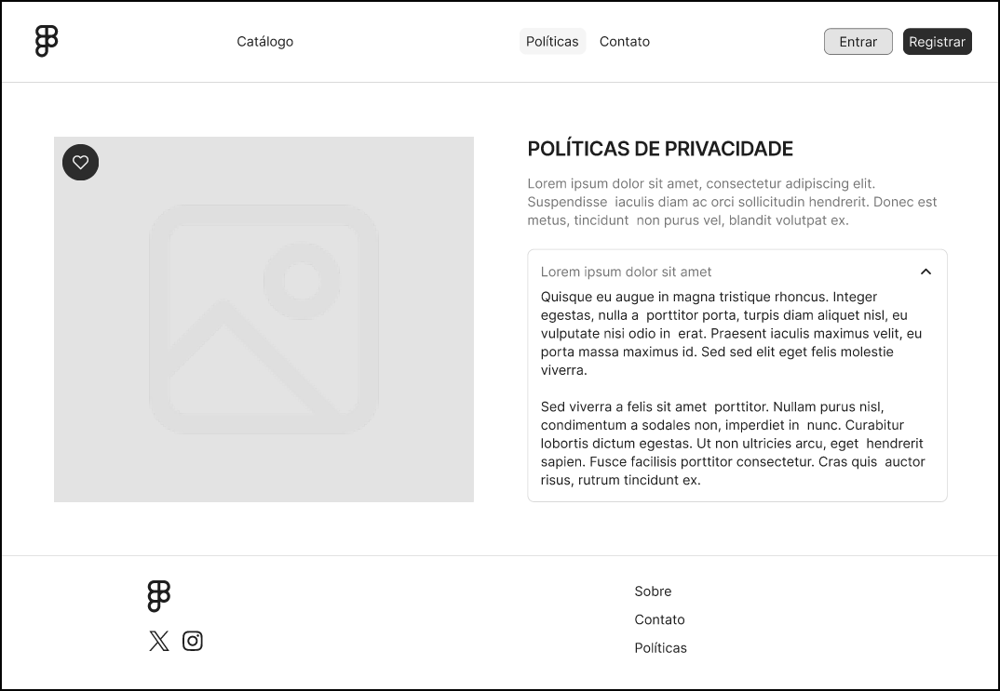 Catálogo
Políticas
Contato
Entrar
Registrar
POLÍTICAS DE PRIVACIDADE
Lorem ipsum dolor sit amet, consectetur adipiscing elit.
Suspendisse  iaculis diam ac orci sollicitudin hendrerit. Donec est
metus, tincidunt  non purus vel, blandit volutpat ex.
Lorem ipsum dolor sit amet
Quisque eu augue in magna tristique rhoncus. Integer
egestas, nulla a  porttitor porta, turpis diam aliquet nisl, eu
vulputate nisi odio in  erat. Praesent iaculis maximus velit, eu
porta massa maximus id. Sed sed elit eget felis molestie
viverra.
Sed viverra a felis sit amet  porttitor. Nullam purus nisl,
condimentum a sodales non, imperdiet in  nunc. Curabitur
lobortis dictum egestas. Ut non ultricies arcu, eget  hendrerit
sapien. Fusce facilisis porttitor consectetur. Cras quis  auctor
risus, rutrum tincidunt ex.
Sobre
Contato
Políticas